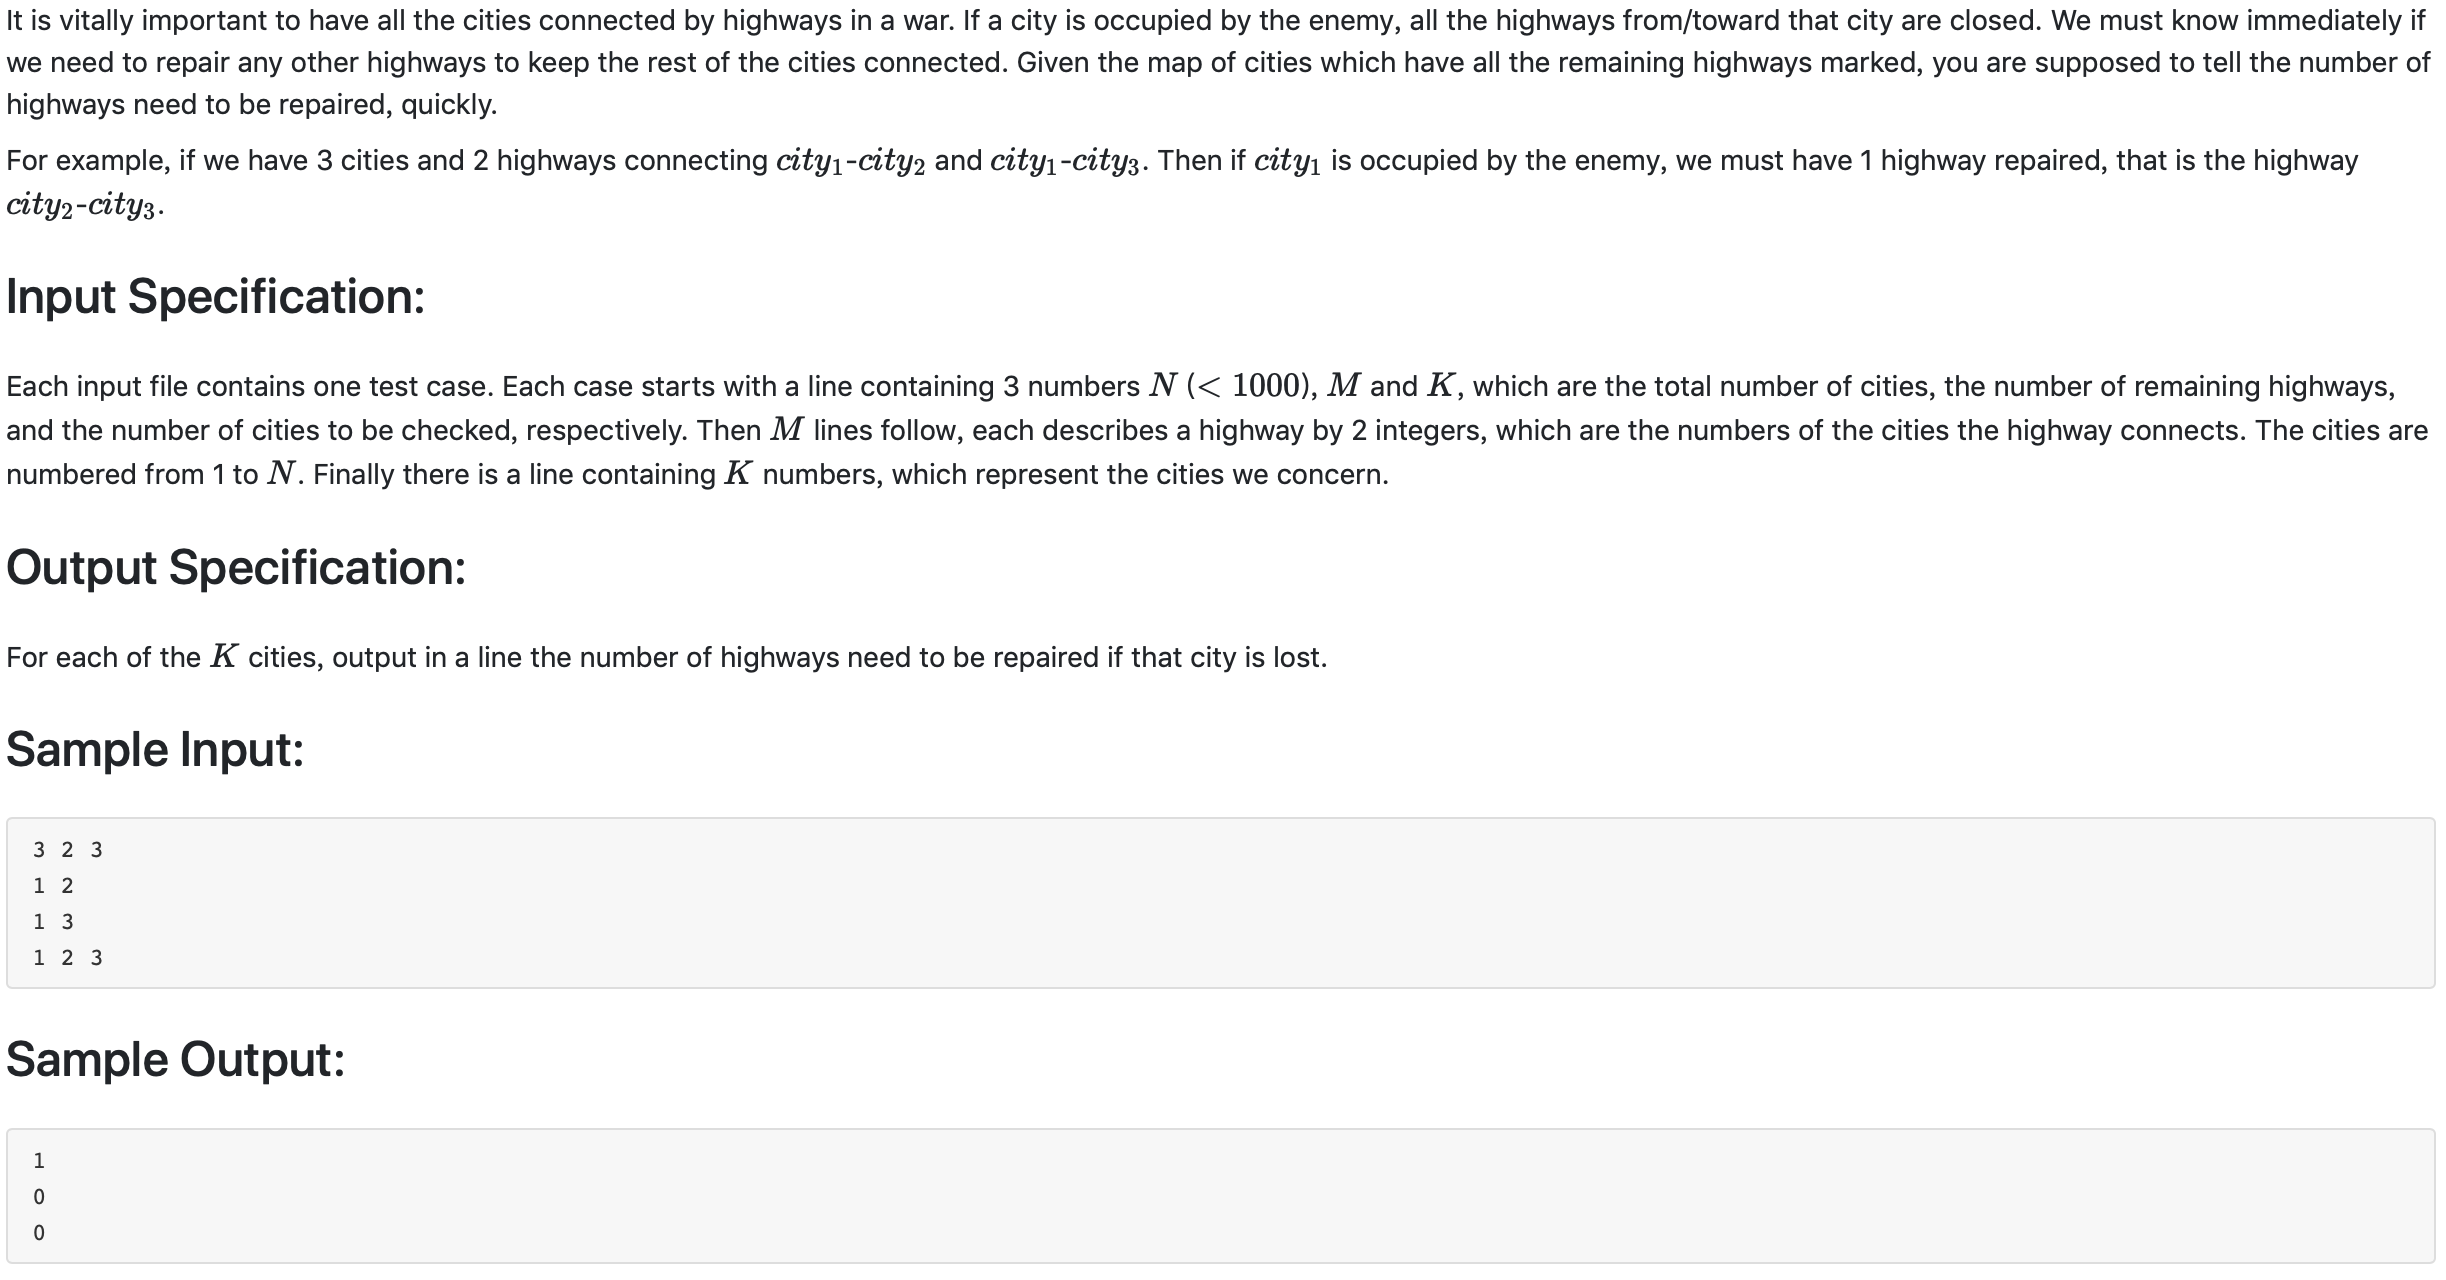 It is vitally important to have all the cities connected by highways in a war. If a city is occupied by the enemy, all the highways from/toward that city are closed. We must know immediately if
we need to repair any other highways to keep the rest of the cities connected. Given the map of cities which have all the remaining highways marked, you are supposed to tell the number of
highways need to be repaired, quickly.
For example, if we have 3 cities and 2 highways connecting city₁-city₂ and city₁-city₃. Then if city₁ is occupied by the enemy, we must have 1 highway repaired, that is the highway
city₂-city₃.
Input Specification:
Each input file contains one test case. Each case starts with a line containing 3 numbers N (< 1000), M and K, which are the total number of cities, the number of remaining highways,
and the number of cities to be checked, respectively. Then M lines follow, each describes a highway by 2 integers, which are the numbers of the cities the highway connects. The cities are
numbered from 1 to N. Finally there is a line containing K numbers, which represent the cities we concern.
Output Specification:
For each of the K cities, output in a line the number of highways need to be repaired if that city is lost.
Sample Input:
3 2 3
1 2
1 3
1 2 3
Sample Output:
1
0
0